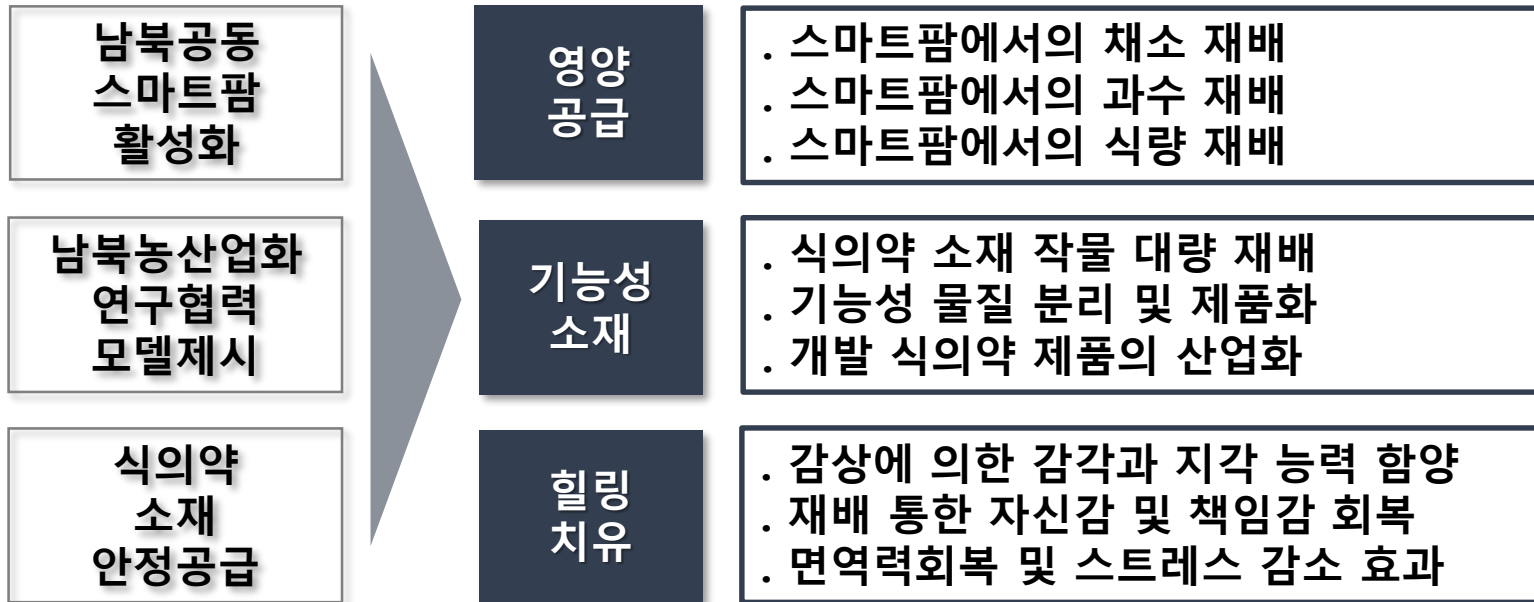 남북공동
스마트팜
활성화
영양
공급
. 스마트팜에서의 채소 재배
. 스마트팜에서의 과수 재배
. 스마트팜에서의 식량 재배
남북농산업화
연구협력
모델제시
기능성
소재
. 식의약 소재 작물 대량 재배
. 기능성 물질 분리 및 제품화
. 개발 식의약 제품의 산업화
식의약
소재
안정공급
힐링
치유
. 감상에 의한 감각과 지각 능력 함양
. 재배 통한 자신감 및 책임감 회복
. 면역력회복 및 스트레스 감소 효과